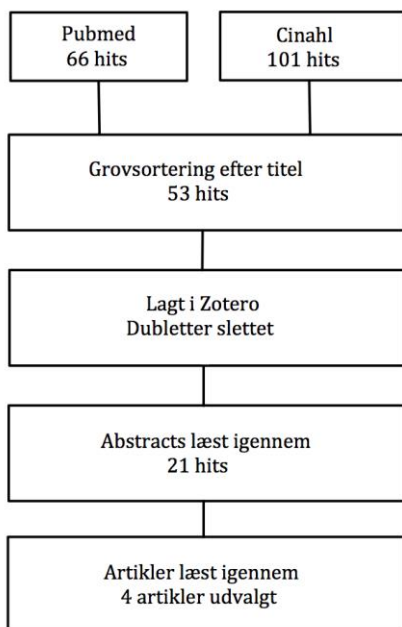 Pubmed
66 hits
Cinahl
101 hits
Grovsortering efter titel
53 hits
Lagt i Zotero
Dubletter slettet
Abstracts læst igennem
21 hits
Artikler læst igennem
4 artikler udvalgt